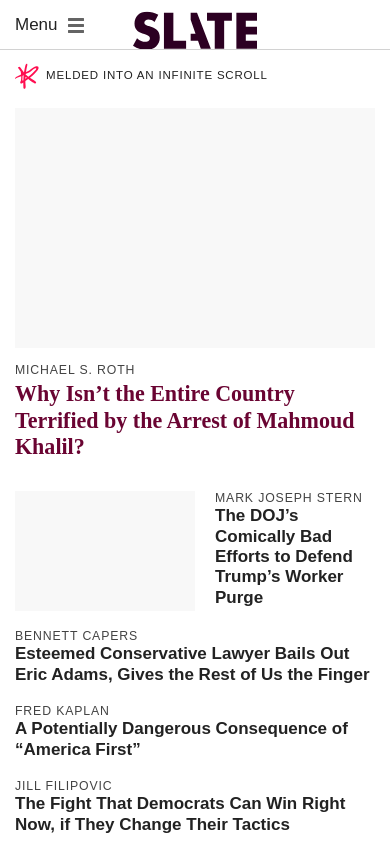 Menu
SLATE
MELDED INTO AN INFINITE SCROLL
MICHAEL S. ROTH
Why Isn’t the Entire Country
Terrified by the Arrest of Mahmoud
Khalil?
MARK JOSEPH STERN
The DOJ’s
Comically Bad
Efforts to Defend
Trump’s Worker
Purge
BENNETT CAPERS
Esteemed Conservative Lawyer Bails Out
Eric Adams, Gives the Rest of Us the Finger
FRED KAPLAN
A Potentially Dangerous Consequence of
“America First”
JILL FILIPOVIC
The Fight That Democrats Can Win Right
Now, if They Change Their Tactics